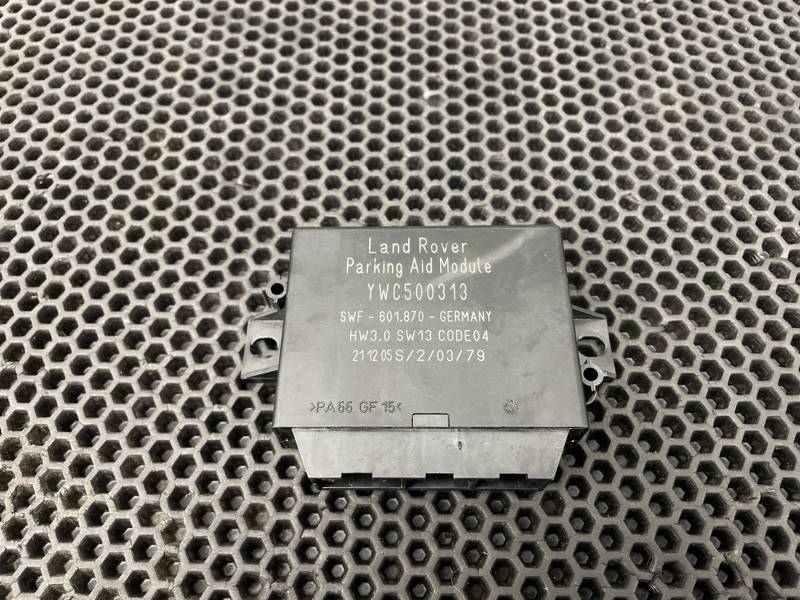 Land Rover
Parking Aid Module
YWC500313
SWF - 601.870 - GERMANY
HW3.0 SW13 CODE04
211205 S/2/03/79
>PA66 GF 15<